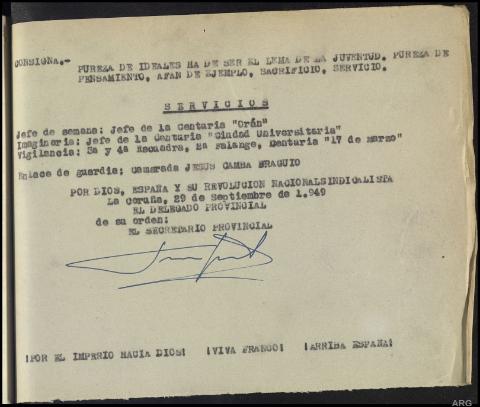 CONSIGNA.- PUREZA DE IDEALES HA DE SER EL LEMA DE LA JUVENTUD. PUREZA DE
PENSAMIENTO, AFAN DE EJEMPLO, SACRIFICIO, SERVICIO.
SERVICIOS
Jefe de semana: Jefe de la Centuria "Orán"
Imaginaria: Jefe de la Centuria "Ciudad Universitaria"
Vigilancia: 3a y 4a Escuadra, 2a Falange, Centuria "17 de Marzo"
Enlace de guardia: Camarada JESUS CAMBA BRAGUIO
POR DIOS, ESPAÑA Y SU REVOLUCION NACIONALSINDICALISTA
La Coruña, 29 de Septiembre de 1.949
EL DELEGADO PROVINCIAL
de su orden:
EL SECRETARIO PROVINCIAL
¡POR EL IMPERIO HACIA DIOS! ¡VIVA FRANCO! ¡ARRIBA ESPAÑA!
ARG